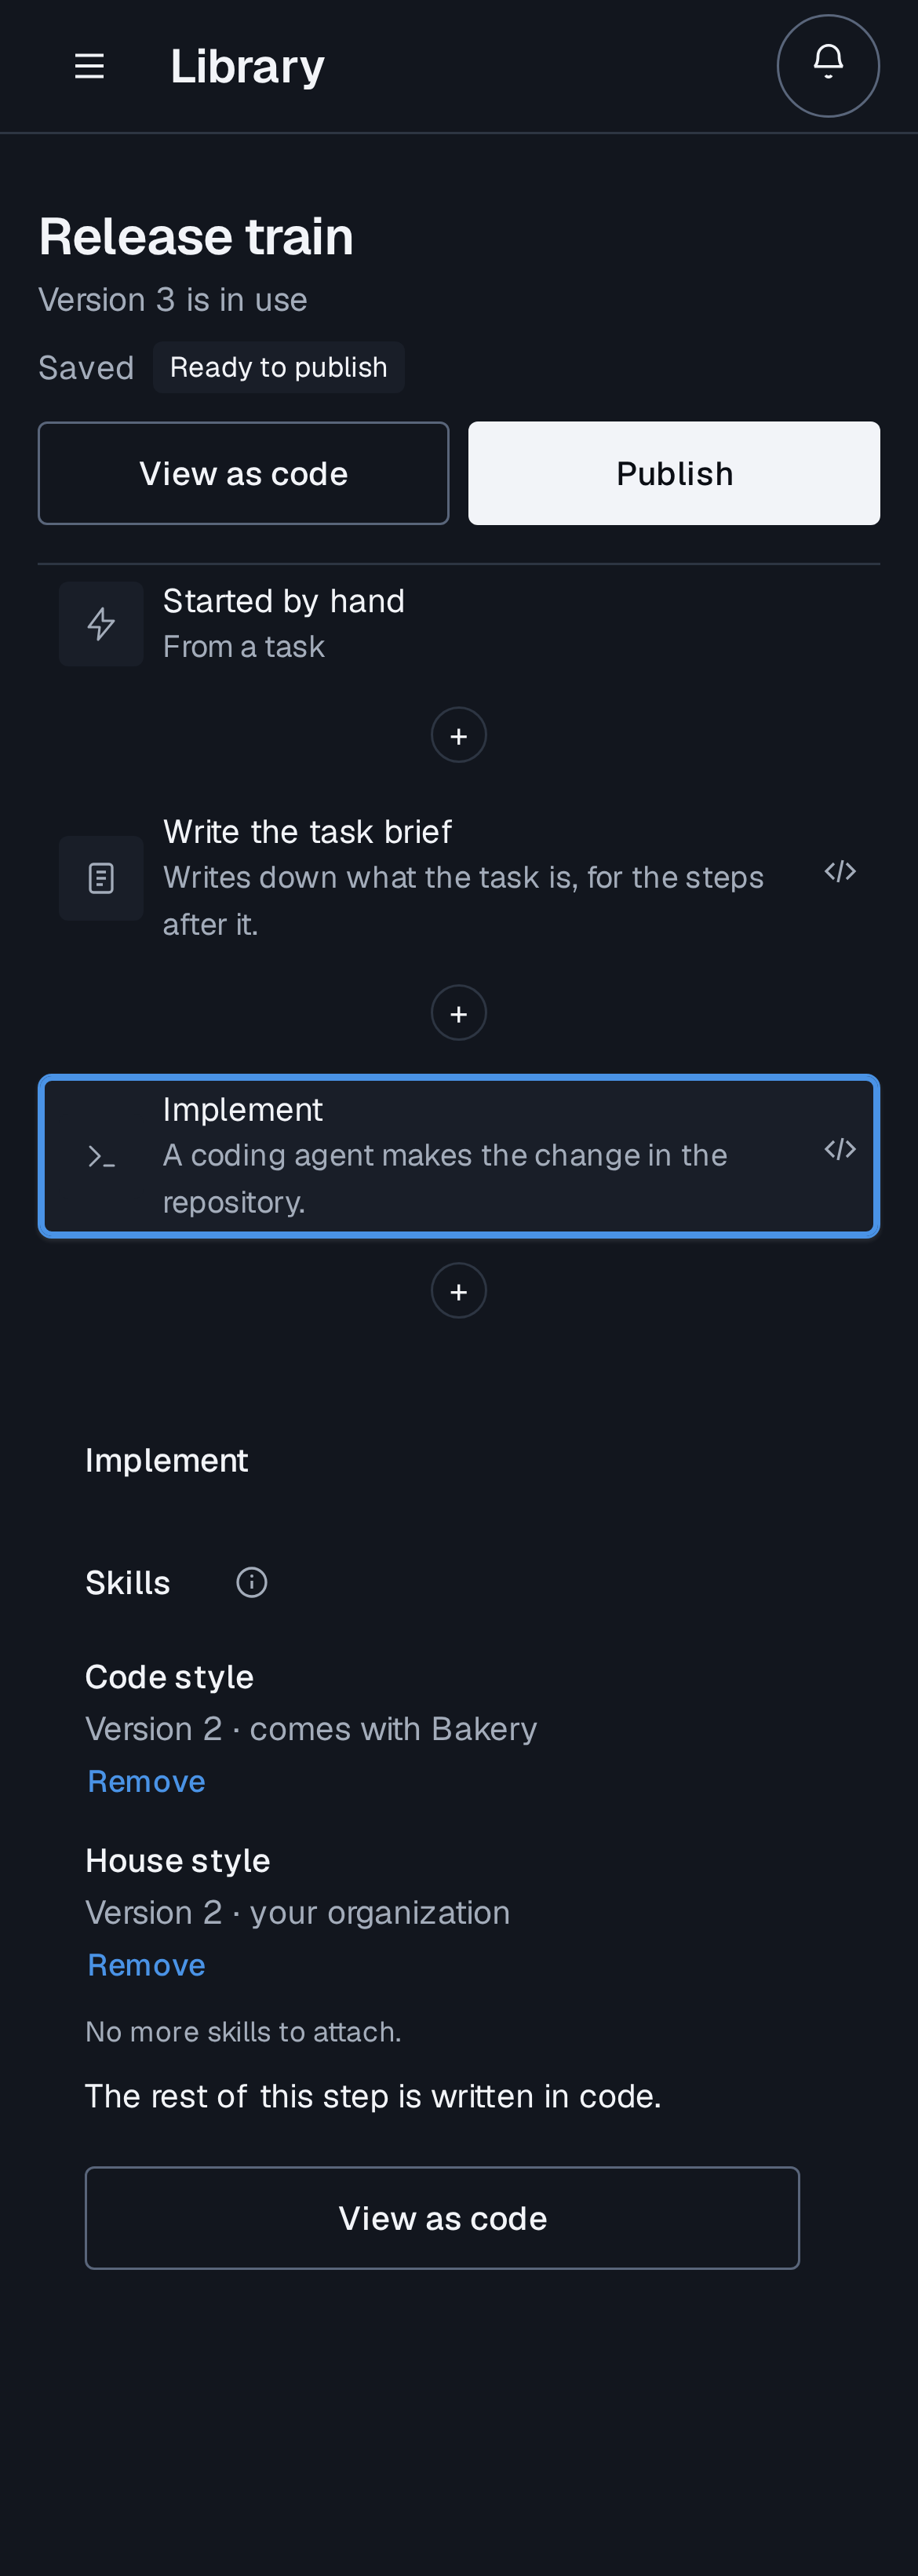 Library
Release train
Version 3 is in use
Saved
Ready to publish
View as code
Publish
Started by hand
From a task
+
Write the task brief
Writes down what the task is, for the steps
after it.
+
Implement
A coding agent makes the change in the
repository.
+
Implement
Skills
Code style
Version 2 · comes with Bakery
Remove
House style
Version 2 · your organization
Remove
No more skills to attach.
The rest of this step is written in code.
View as code